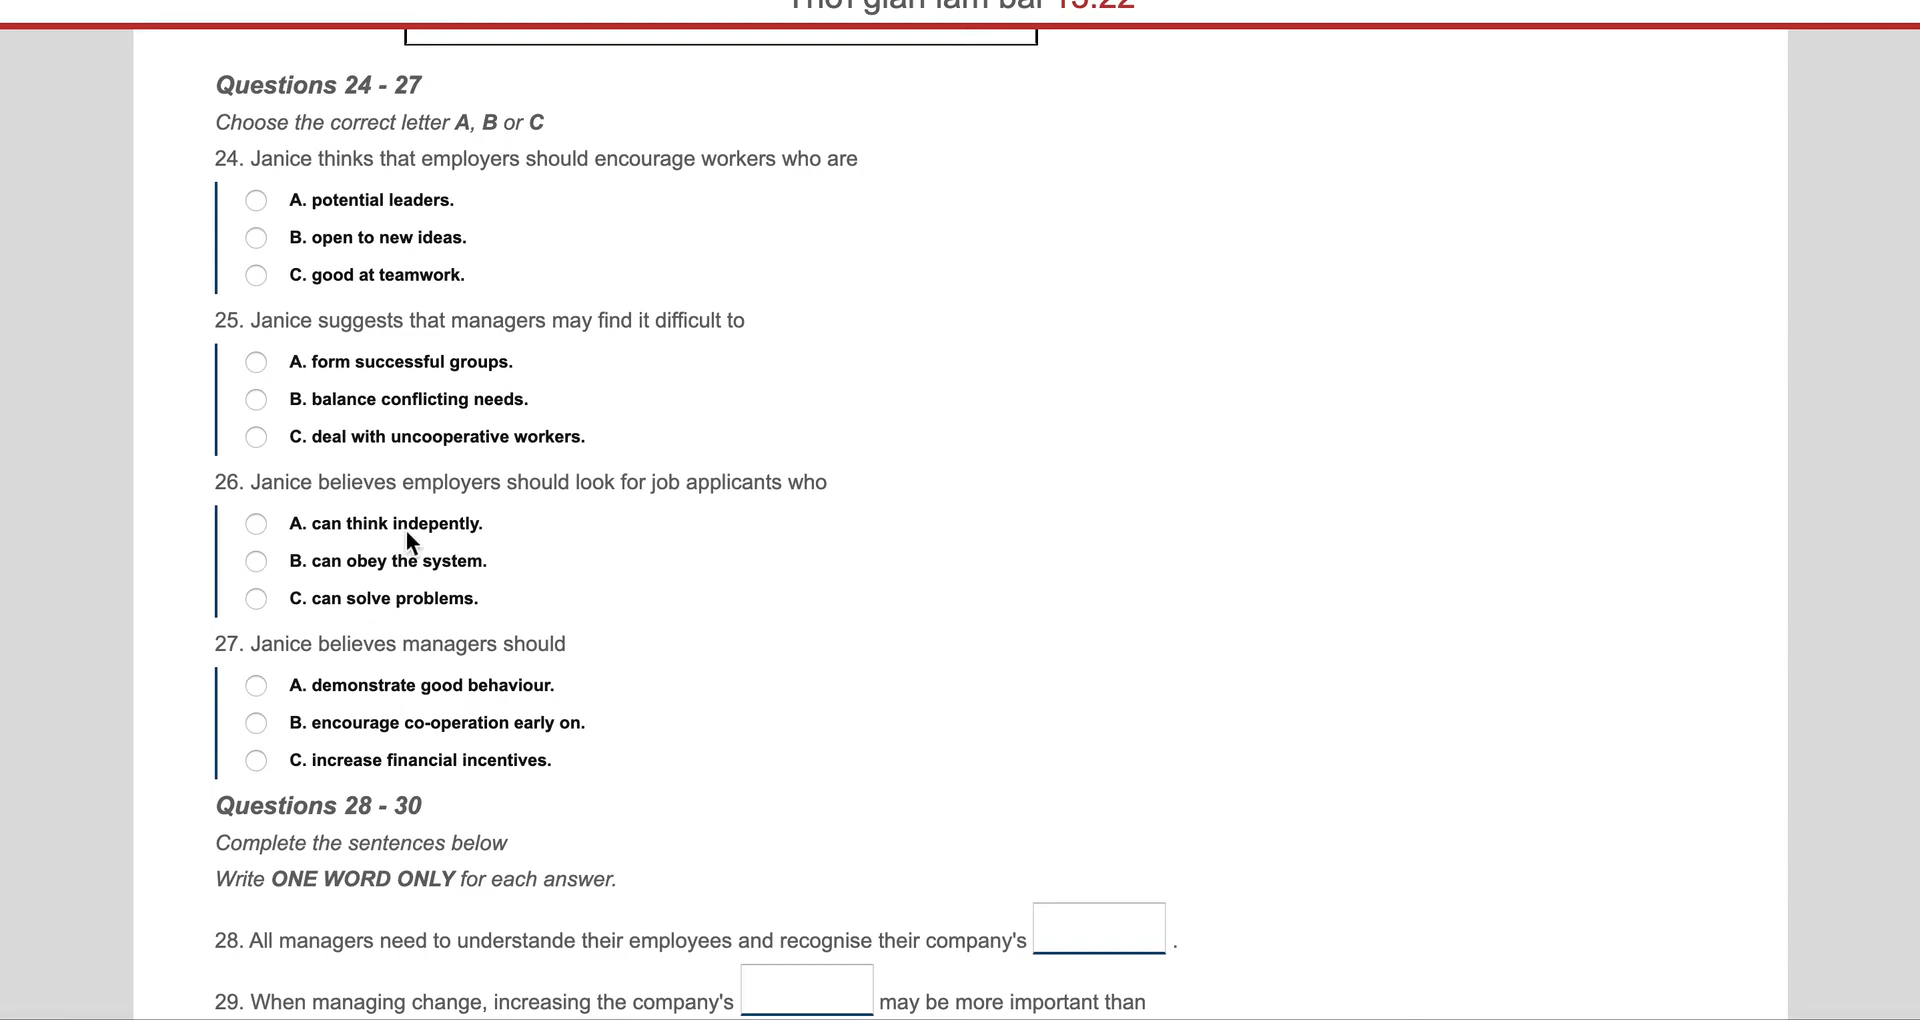 Questions 24 - 27
Choose the correct letter A, B or C
24. Janice thinks that employers should encourage workers who are
A. potential leaders.
B. open to new ideas.
C. good at teamwork.
25. Janice suggests that managers may find it difficult to
A. form successful groups.
B. balance conflicting needs.
C. deal with uncooperative workers.
26. Janice believes employers should look for job applicants who
A. can think indepently.
B. can obey the system.
C. can solve problems.
27. Janice believes managers should
A. demonstrate good behaviour.
B. encourage co-operation early on.
C. increase financial incentives.
Questions 28 - 30
Complete the sentences below
Write ONE WORD ONLY for each answer.
28. All managers need to understande their employees and recognise their company's .
29. When managing change, increasing the company's may be more important than